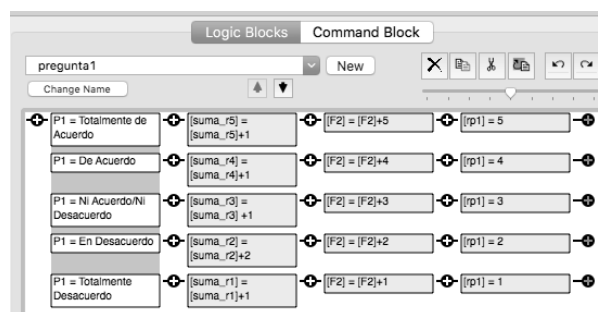 Logic Blocks Command Block
pregunta1 New
Change Name
P1 = Totalmente de [suma_r5] = [F2] = [F2]+5 [rp1] = 5
Acuerdo [suma_r5]+1
P1 = De Acuerdo [suma_r4] = [F2] = [F2]+4 [rp1] = 4
[suma_r4]+1
P1 = Ni Acuerdo/Ni [suma_r3] = [F2] = [F2]+3 [rp1] = 3
Desacuerdo [suma_r3] +1
P1 = En Desacuerdo [suma_r2] = [F2] = [F2]+2 [rp1] = 2
[suma_r2]+2
P1 = Totalmente [suma_r1] = [F2] = [F2]+1 [rp1] = 1
Desacuerdo [suma_r1]+1